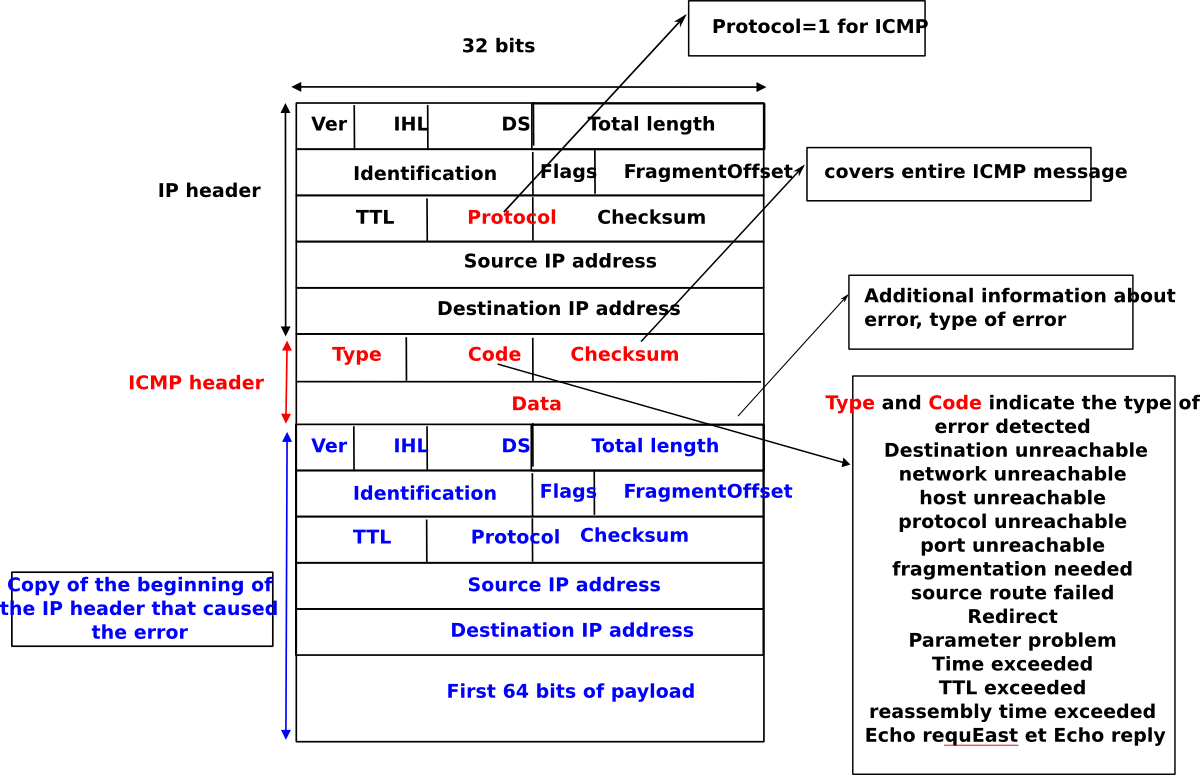 Protocol=1 for ICMP
32 bits
Ver IHL DS Total length
Identification Flags FragmentOffset
covers entire ICMP message
IP header
TTL Protocol Checksum
Source IP address
Destination IP address
Additional information about
error, type of error
Type Code Checksum
ICMP header
Data
Type and Code indicate the type of
error detected
Destination unreachable
network unreachable
host unreachable
protocol unreachable
port unreachable
fragmentation needed
source route failed
Redirect
Parameter problem
Time exceeded
TTL exceeded
reassembly time exceeded
Echo requEast et Echo reply
Ver IHL DS Total length
Identification Flags FragmentOffset
TTL Protocol Checksum
Copy of the beginning of
the IP header that caused
the error
Source IP address
Destination IP address
First 64 bits of payload